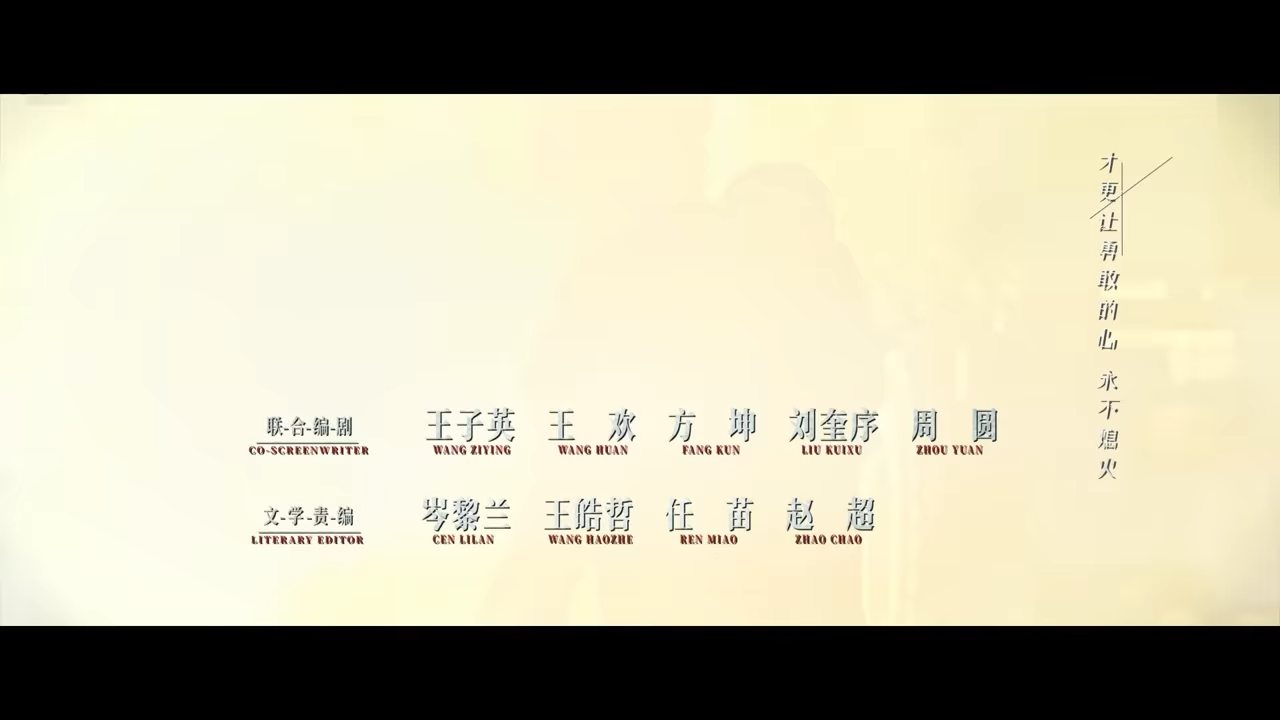 联-合-编-剧 王子英 王 欢 方 坤 刘奎序 周 圆
CO-SCREENWRITER WANG ZIYING WANG HUAN FANG KUN LIU KUIXU ZHOU YUAN
文-学-责-编 岑黎兰 王皓哲 任 苗 赵 超
LITERARY EDITOR CEN LILAN WANG HAOZHE REN MIAO ZHAO CHAO
才更让勇敢的心 永不熄火